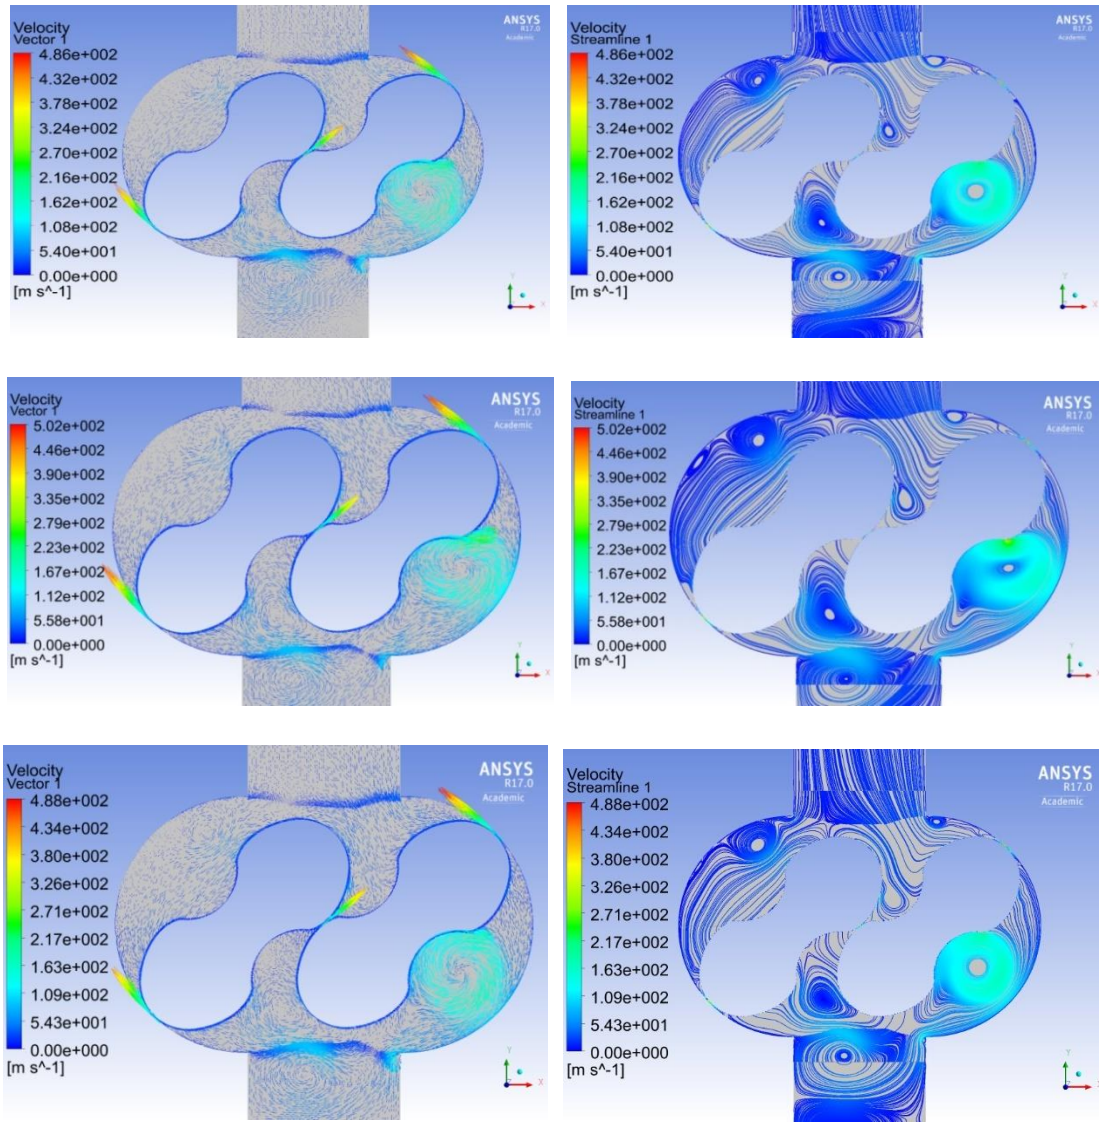 Velocity
Vector 1
4.86e+002
4.32e+002
3.78e+002
3.24e+002
2.70e+002
2.16e+002
1.62e+002
1.08e+002
5.40e+001
0.00e+000
[m s^-1]
ANSYS
R17.0
Academic
Y
X
Velocity
Streamline 1
4.86e+002
4.32e+002
3.78e+002
3.24e+002
2.70e+002
2.16e+002
1.62e+002
1.08e+002
5.40e+001
0.00e+000
[m s^-1]
ANSYS
R17.0
Academic
Y
X
Velocity
Vector 1
5.02e+002
4.46e+002
3.90e+002
3.35e+002
2.79e+002
2.23e+002
1.67e+002
1.12e+002
5.58e+001
0.00e+000
[m s^-1]
ANSYS
R17.0
Academic
Y
X
Velocity
Streamline 1
5.02e+002
4.46e+002
3.90e+002
3.35e+002
2.79e+002
2.23e+002
1.67e+002
1.12e+002
5.58e+001
0.00e+000
[m s^-1]
ANSYS
R17.0
Academic
Y
X
Velocity
Vector 1
4.88e+002
4.34e+002
3.80e+002
3.26e+002
2.71e+002
2.17e+002
1.63e+002
1.09e+002
5.43e+001
0.00e+000
[m s^-1]
ANSYS
R17.0
Academic
Y
X
Velocity
Streamline 1
4.88e+002
4.34e+002
3.80e+002
3.26e+002
2.71e+002
2.17e+002
1.63e+002
1.09e+002
5.43e+001
0.00e+000
[m s^-1]
ANSYS
R17.0
Academic
Y